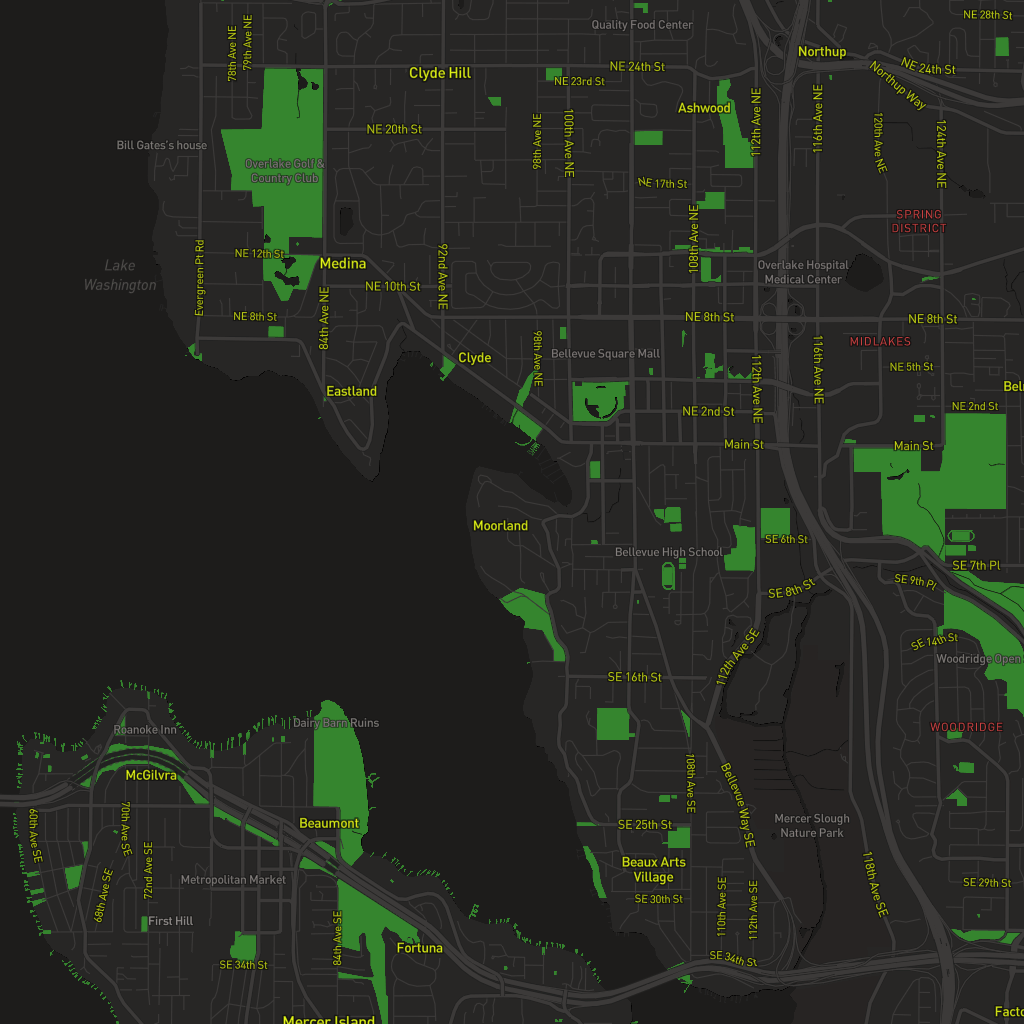 NE 28th St
Quality Food Center
78th Ave NE
79th Ave NE
Northup
NE 24th St
NE 24th St
Clyde Hill
NE 23rd St
Northup Way
Ashwood
112th Ave NE
116th Ave NE
120th Ave NE
124th Ave NE
100th Ave NE
98th Ave NE
NE 20th St
Bill Gates's house
Overlake Golf &
Country Club
NE 17th St
108th Ave NE
SPRING
DISTRICT
Evergreen Pt Rd
NE 12th St
Medina
92nd Ave NE
Lake
Washington
Overlake Hospital
Medical Center
NE 10th St
84th Ave NE
NE 8th St
NE 8th St
NE 8th St
98th Ave NE
116th Ave NE
MIDLAKES
Clyde
Bellevue Square Mall
112th Ave NE
NE 5th St
Eastland
Bel
NE 2nd St
NE 2nd St
Main St
Main St
Moorland
SE 6th St
Bellevue High School
SE 7th Pl
SE 8th St
SE 9th Pl
112th Ave SE
SE 14th St
Woodridge Open
SE 16th St
Dairy Barn Ruins
Roanoke Inn
WOODRIDGE
McGilvra
108th Ave SE
Bellevue Way SE
60th Ave SE
70th Ave SE
72nd Ave SE
Beaumont
SE 25th St
Mercer Slough
Nature Park
Beaux Arts
Village
118th Ave SE
68th Ave SE
Metropolitan Market
SE 29th St
SE 30th St
110th Ave SE
112th Ave SE
First Hill
84th Ave SE
Fortuna
SE 34th St
SE 34th St
Mercer Island
Facto